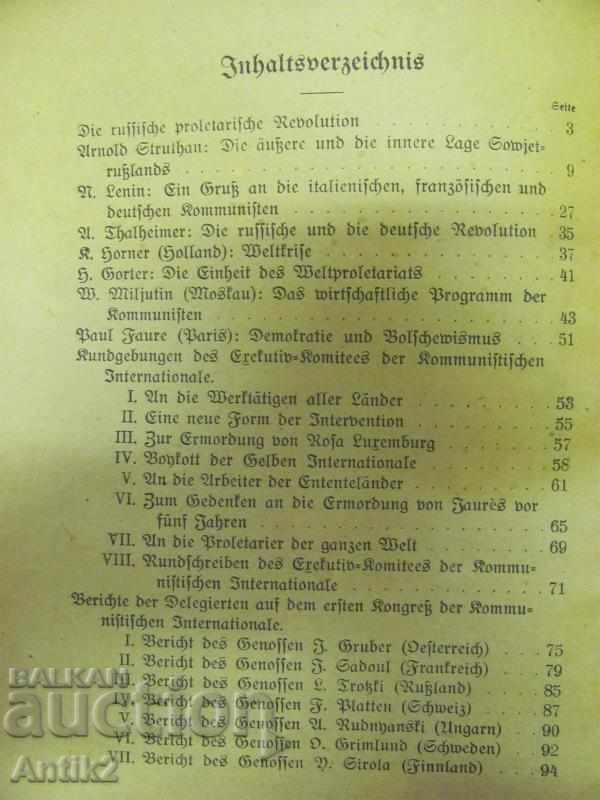 Inhaltsverzeichnis
Seite
Die russische proletarische Revolution . . . . . . . . 3
Arnold Struthan: Die äußere und die innere Lage Sowjet-
rußlands . . . . . . . . 9
N. Lenin: Ein Gruß an die italienischen, französischen und
deutschen Kommunisten . . . . . . . . 27
A. Thalheimer: Die russische und die deutsche Revolution 35
K. Horner (Holland): Weltkrise . . . . . . . . 37
H. Gorter: Die Einheit des Weltproletariats . . . . . . . . 41
W. Miljutin (Moskau): Das wirtschaftliche Programm der
Kommunisten . . . . . . . . 43
Paul Faure (Paris): Demokratie und Bolschewismus . . . 51
Kundgebungen des Exekutiv-Komitees der Kommunistischen
Internationale.
I. An die Werktätigen aller Länder . . . . . . . . 53
II. Eine neue Form der Intervention . . . . . . . . 55
III. Zur Ermordung von Rosa Luxemburg . . . . . . . . 57
IV. Boykott der Gelben Internationale . . . . . . . . 58
V. An die Arbeiter der Ententeländer . . . . . . . . 61
VI. Zum Gedenken an die Ermordung von Jaurès vor
fünf Jahren . . . . . . . . 65
VII. An die Proletarier der ganzen Welt . . . . . . . . 69
VIII. Rundschreiben des Exekutiv-Komitees der Kommu-
nistischen Internationale . . . . . . . . 71
Berichte der Delegierten auf dem ersten Kongreß der Kommu-
nistischen Internationale.
I. Bericht des Genossen J. Gruber (Oesterreich) . . . 75
II. Bericht des Genossen J. Sadoul (Frankreich) . . . 79
III. Bericht des Genossen L. Trotzki (Rußland) . . . . 85
IV. Bericht des Genossen F. Platten (Schweiz) . . . . 87
V. Bericht des Genossen A. Rudnyanski (Ungarn) . . 90
VI. Bericht des Genossen O. Grimlund (Schweden) . . 92
VII. Bericht des Genossen Y. Sirola (Finnland) . . . . 94
BALKAN
auction
Antik2